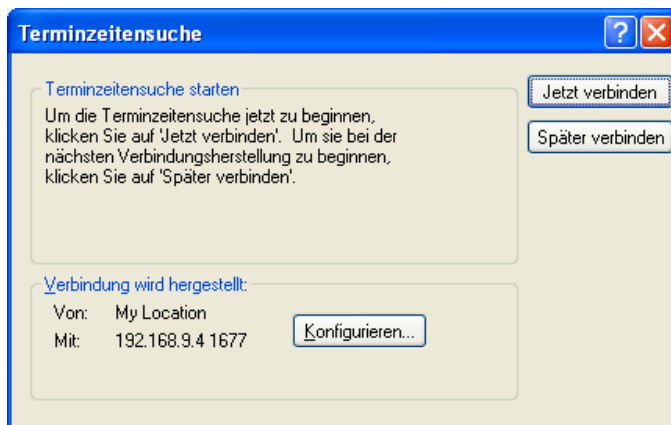 Terminzeitensuche
Terminzeitensuche starten
Um die Terminzeitensuche jetzt zu beginnen,
klicken Sie auf 'Jetzt verbinden'. Um sie bei der
nächsten Verbindungsherstellung zu beginnen,
klicken Sie auf 'Später verbinden'.
Jetzt verbinden
Später verbinden
Verbindung wird hergestellt:
Von: My Location
Mit: 192.168.9.4 1677
Konfigurieren...